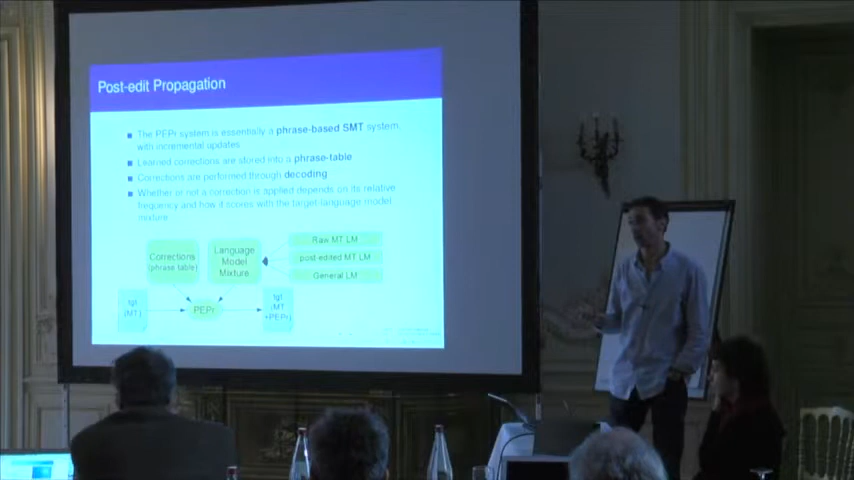 Post-edit Propagation
The PEPr system is essentially a phrase-based SMT system,
with incremental updates
Learned corrections are stored into a phrase-table
Corrections are performed through decoding
Whether or not a correction is applied depends on its relative
frequency and how it scores with the target-language model
mixture.
Corrections
(phrase table)
Language
Model
Mixture
Raw MT LM
post-edited MT LM
General LM
tgt
(MT)
PEPr
tgt
(MT
+PEPr)